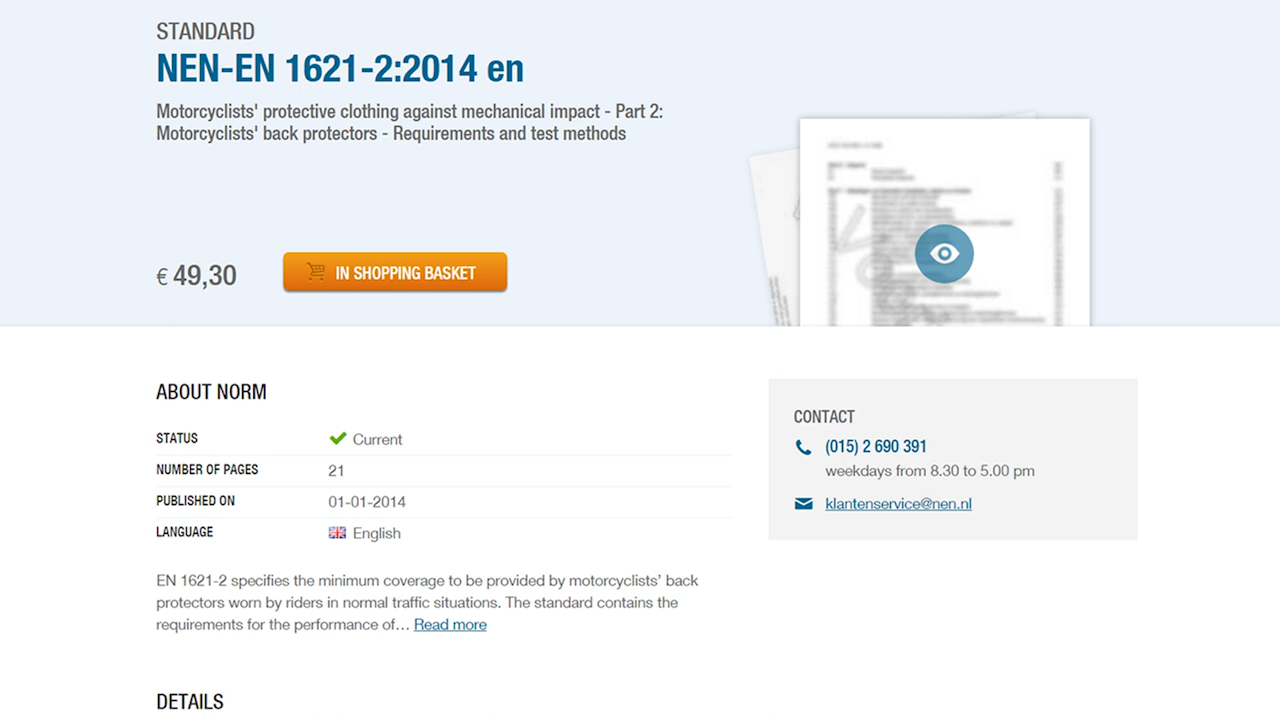 STANDARD
NEN-EN 1621-2:2014 en
Motorcyclists' protective clothing against mechanical impact - Part 2:
Motorcyclists' back protectors - Requirements and test methods
€ 49,30
IN SHOPPING BASKET
ABOUT NORM
STATUS Current
NUMBER OF PAGES 21
PUBLISHED ON 01-01-2014
LANGUAGE English
EN 1621-2 specifies the minimum coverage to be provided by motorcyclists’ back
protectors worn by riders in normal traffic situations. The standard contains the
requirements for the performance of… Read more
DETAILS
CONTACT
(015) 2 690 391
weekdays from 8.30 to 5.00 pm
klantenservice@nen.nl